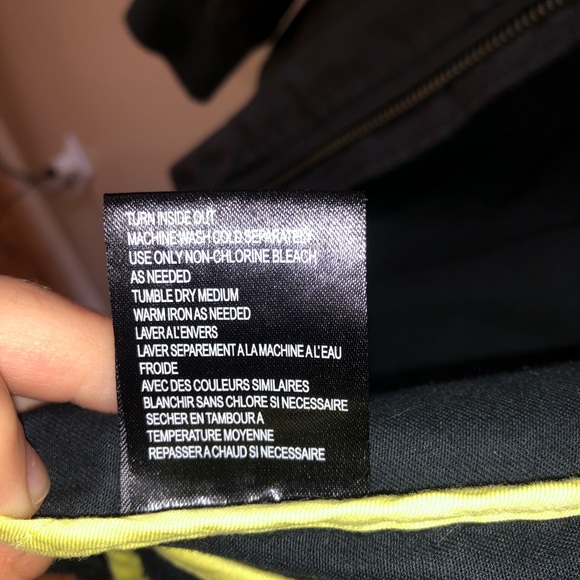 TURN INSIDE OUT
MACHINE WASH COLD SEPARATELY
USE ONLY NON-CHLORINE BLEACH
AS NEEDED
TUMBLE DRY MEDIUM
WARM IRON AS NEEDED
LAVER A L'ENVERS
LAVER SEPAREMENT A LA MACHINE A L'EAU
FROIDE
AVEC DES COULEURS SIMILAIRES
BLANCHIR SANS CHLORE SI NECESSAIRE
SECHER EN TAMBOUR A
TEMPERATURE MOYENNE
REPASSER A CHAUD SI NECESSAIRE